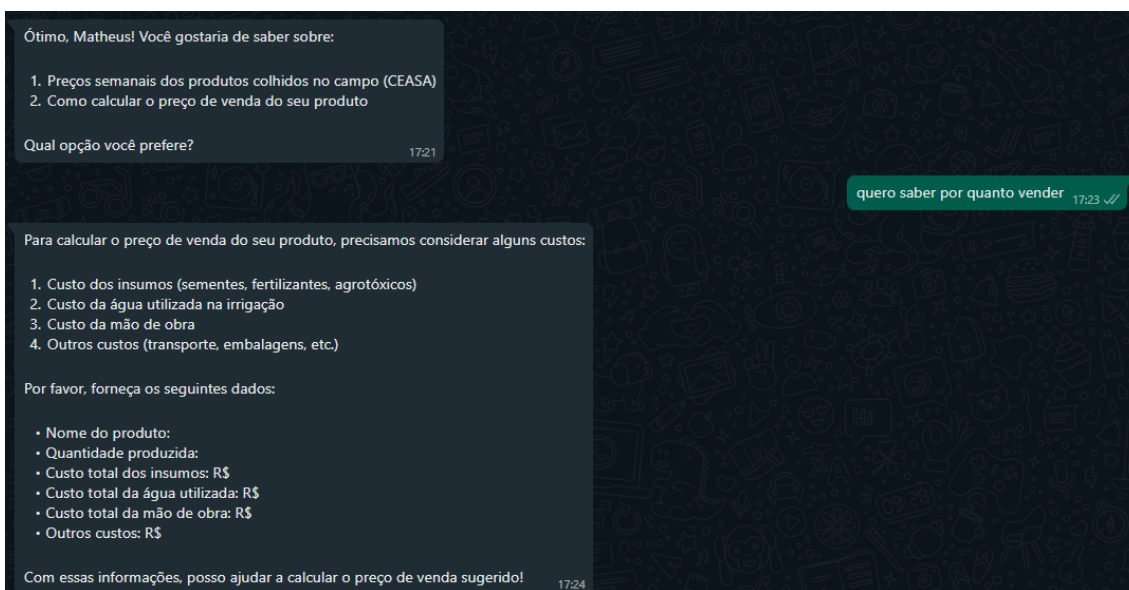 Ótimo, Matheus! Você gostaria de saber sobre:
1. Preços semanais dos produtos colhidos no campo (CEASA)
2. Como calcular o preço de venda do seu produto
Qual opção você prefere?
17:21
quero saber por quanto vender 17:23
Para calcular o preço de venda do seu produto, precisamos considerar alguns custos:
1. Custo dos insumos (sementes, fertilizantes, agrotóxicos)
2. Custo da água utilizada na irrigação
3. Custo da mão de obra
4. Outros custos (transporte, embalagens, etc.)
Por favor, forneça os seguintes dados:
• Nome do produto:
• Quantidade produzida:
• Custo total dos insumos: R$
• Custo total da água utilizada: R$
• Custo total da mão de obra: R$
• Outros custos: R$
Com essas informações, posso ajudar a calcular o preço de venda sugerido!
17:24